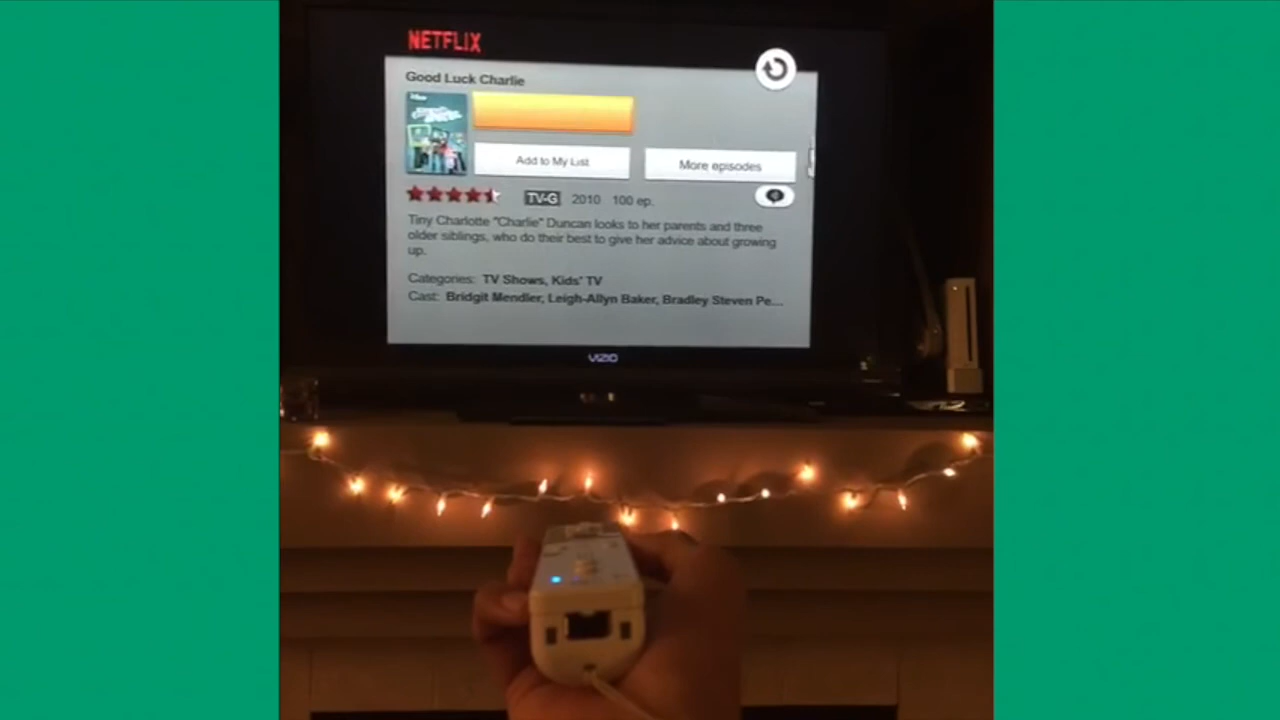 NETFLIX
Good Luck Charlie
Add to My List
More episodes
TV-G 2010 100 ep.
Tiny Charlotte "Charlie" Duncan looks to her parents and three
older siblings, who do their best to give her advice about growing
up.
Categories: TV Shows, Kids' TV
Cast: Bridgit Mendler, Leigh-Allyn Baker, Bradley Steven Pe...
VIZIO